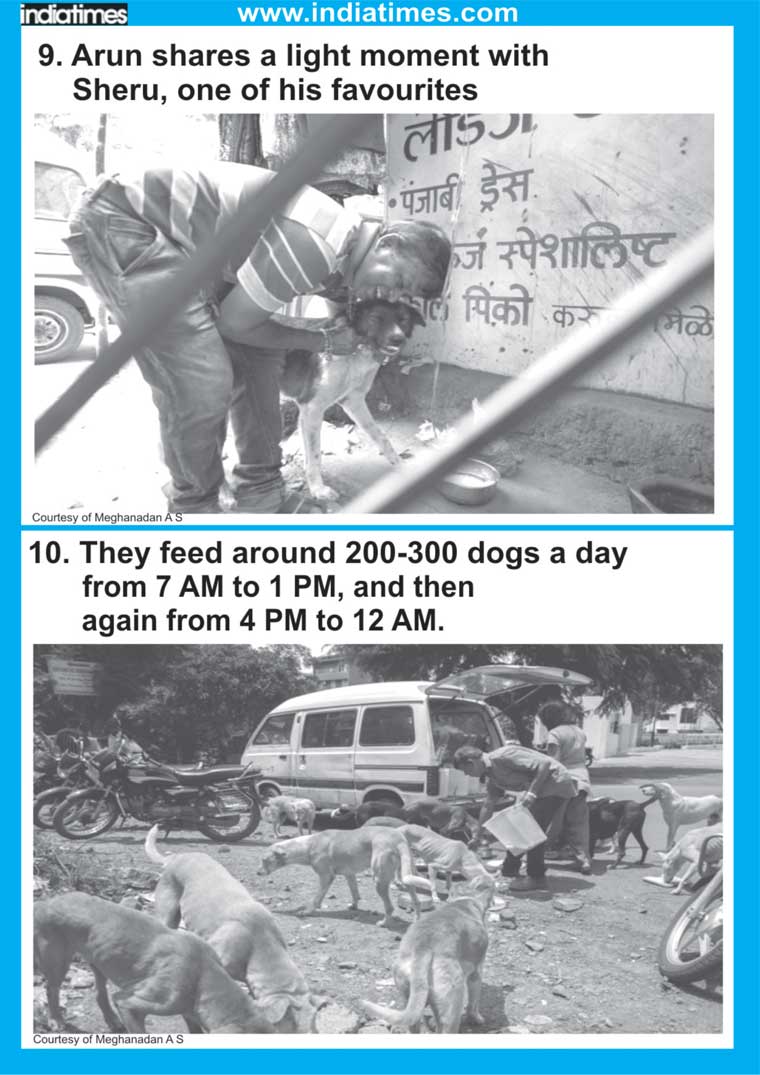 indiatimes
www.indiatimes.com
9. Arun shares a light moment with
Sheru, one of his favourites
• पंजाबी ड्रेस
स्पेशालिष्ट
पिको
Courtesy of Meghanadan A S
10. They feed around 200-300 dogs a day
from 7 AM to 1 PM, and then
again from 4 PM to 12 AM.
Courtesy of Meghanadan A S